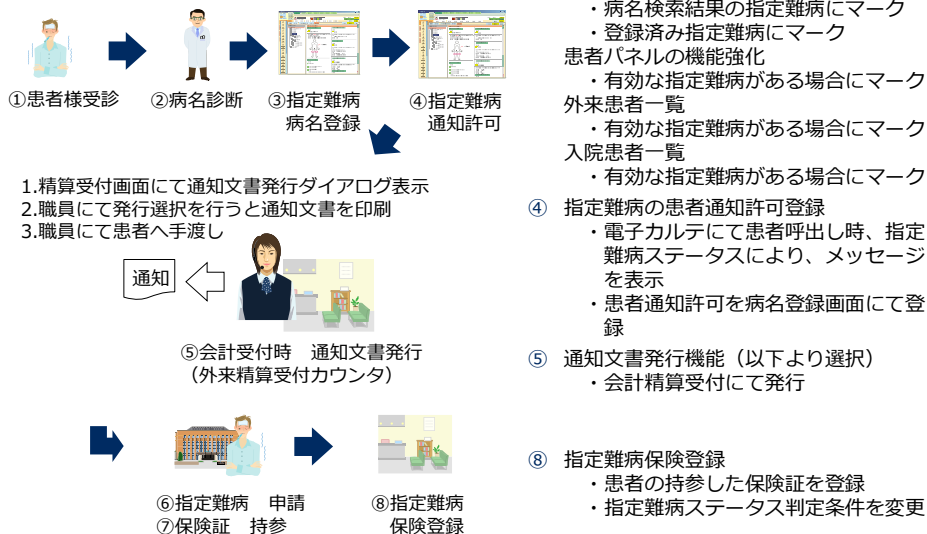 ①患者様受診
②病名診断
③指定難病
病名登録
④指定難病
通知許可
1.精算受付画面にて通知文書発行ダイアログ表示
2.職員にて発行選択を行うと通知文書を印刷
3.職員にて患者へ手渡し
通知
⑤会計受付時　通知文書発行
（外来精算受付カウンタ）
⑥指定難病　申請
⑦保険証　持参
⑧指定難病
保険登録
・病名検索結果の指定難病にマーク
・登録済み指定難病にマーク
患者パネルの機能強化
・有効な指定難病がある場合にマーク
外来患者一覧
・有効な指定難病がある場合にマーク
入院患者一覧
・有効な指定難病がある場合にマーク
④ 指定難病の患者通知許可登録
・電子カルテにて患者呼出し時、指定
難病ステータスにより、メッセージ
を表示
・患者通知許可を病名登録画面にて登
録
⑤ 通知文書発行機能（以下より選択）
・会計精算受付にて発行
⑧ 指定難病保険登録
・患者の持参した保険証を登録
・指定難病ステータス判定条件を変更